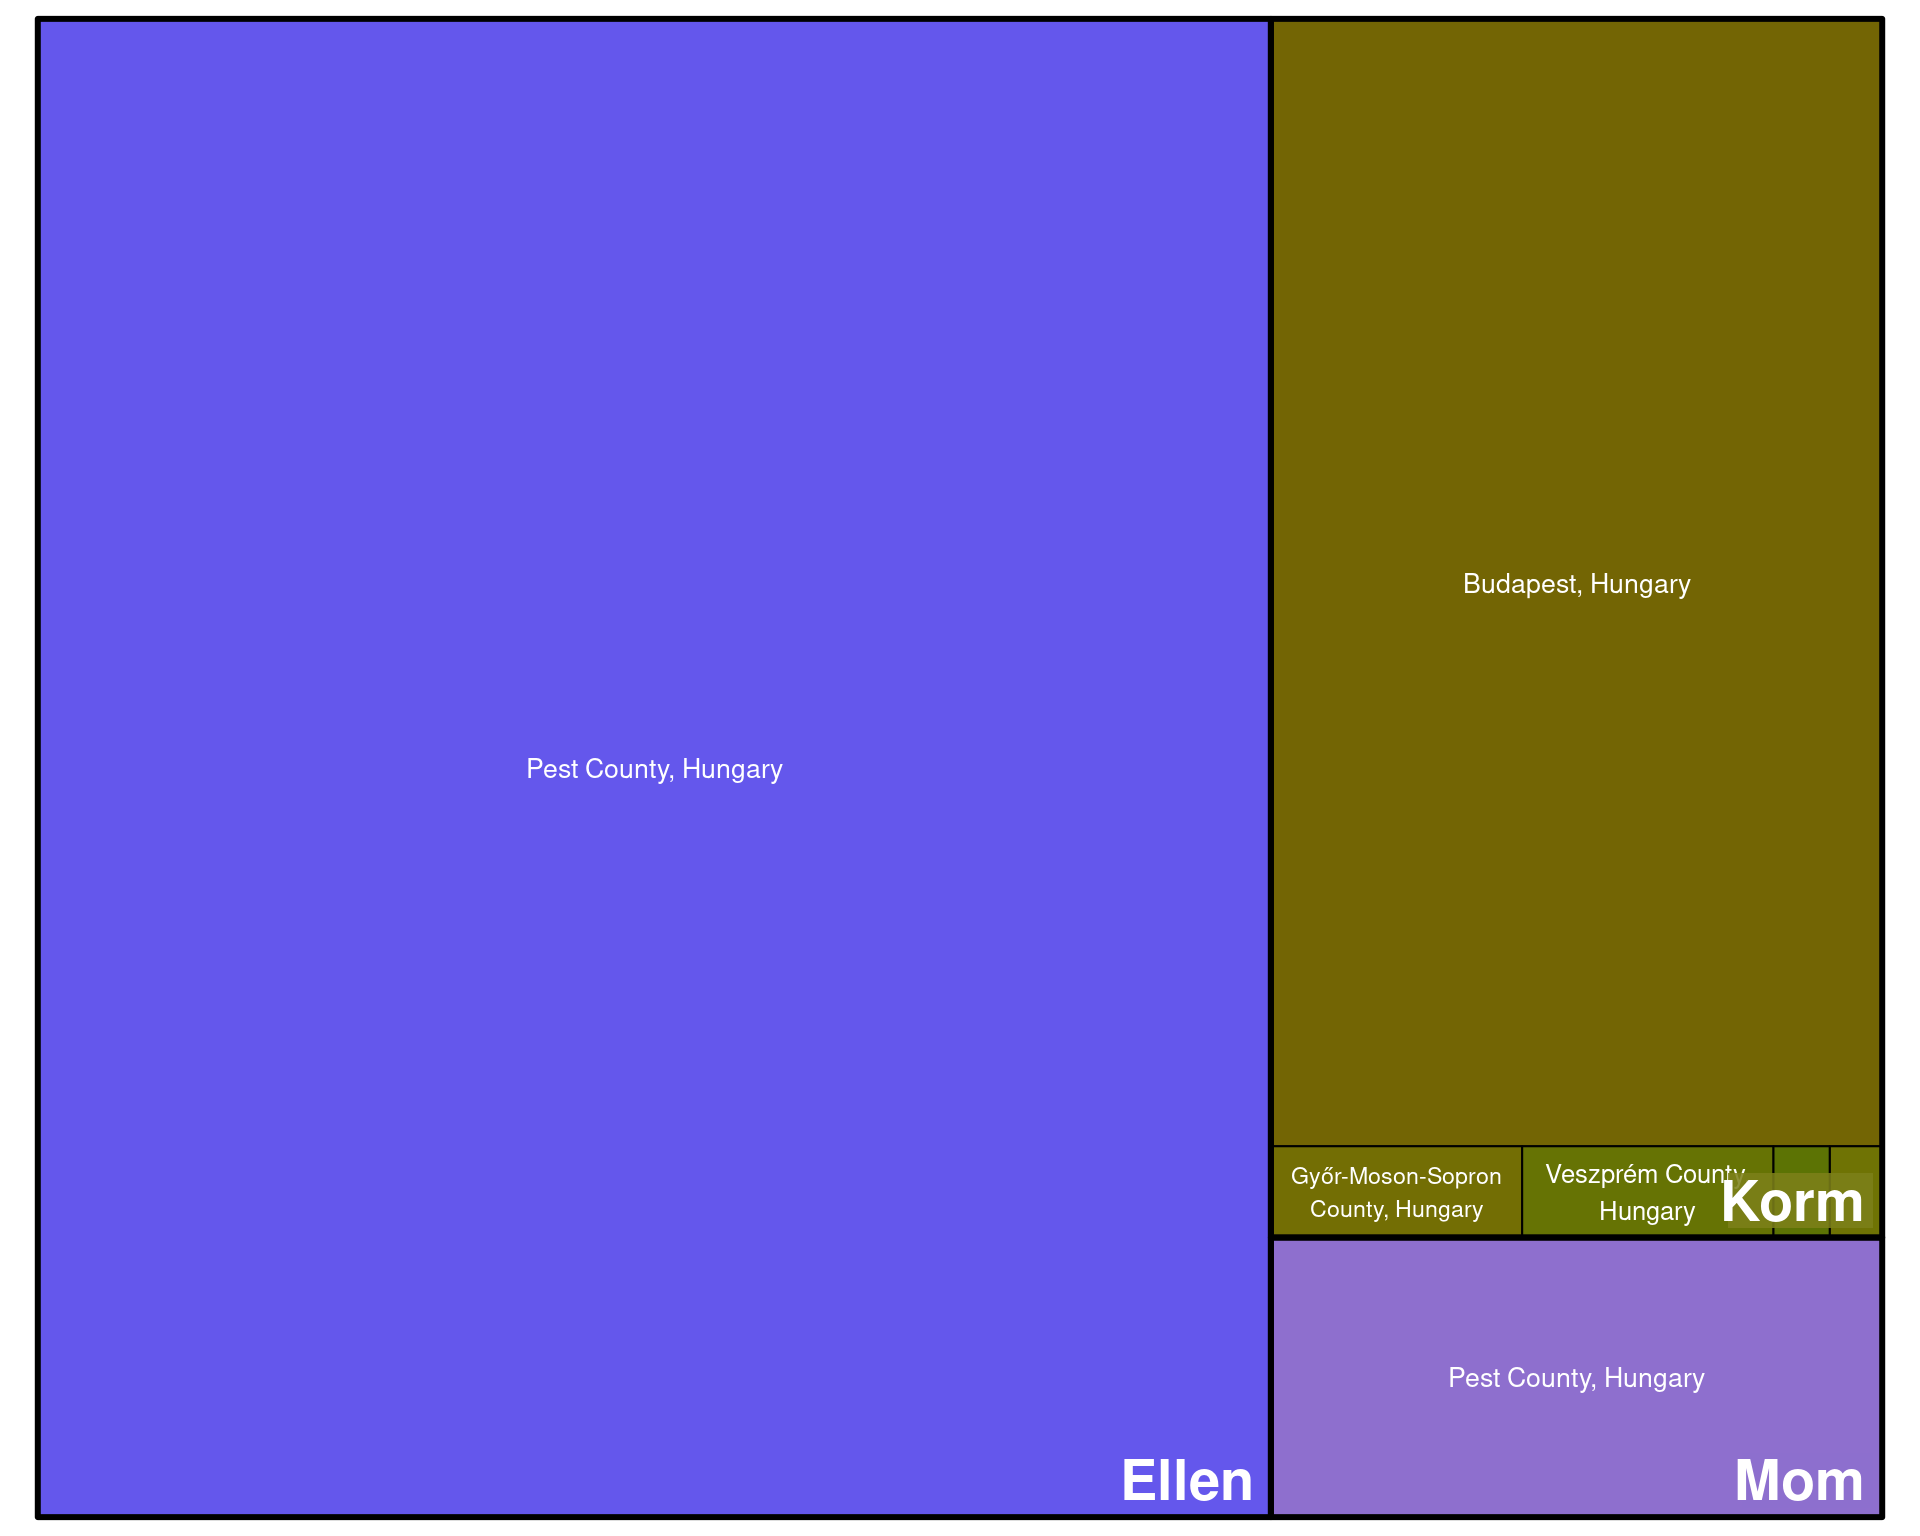 Pest County, Hungary
Ellen
Budapest, Hungary
Győr-Moson-Sopron
County, Hungary
Veszprém County,
Hungary
Korm
Pest County, Hungary
Mom